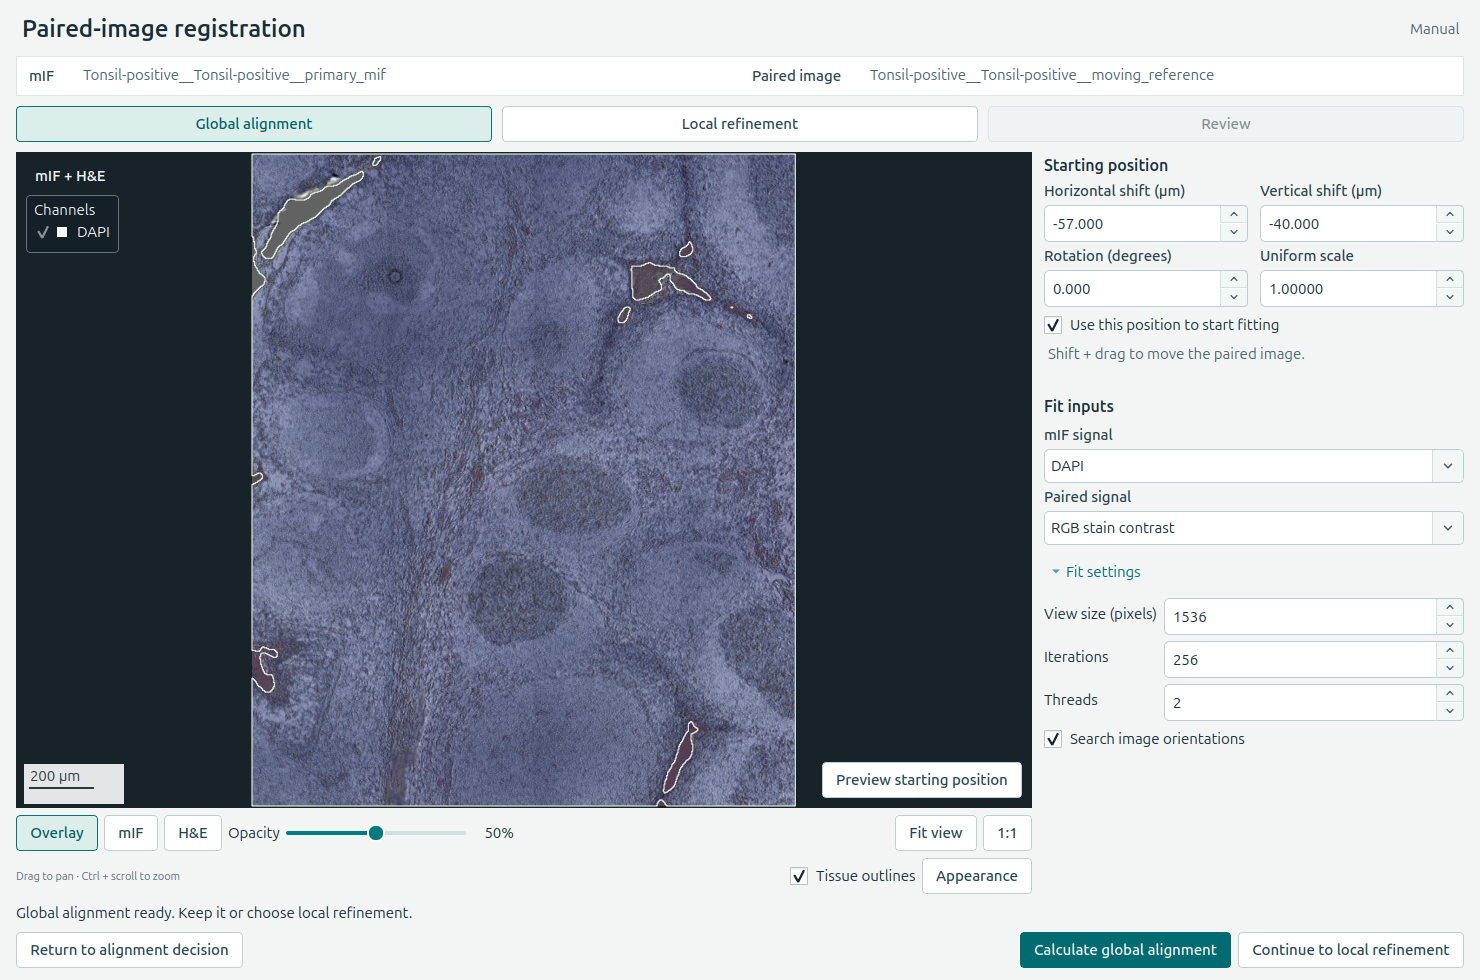 Paired-image registration
Manual
mIF Tonsil-positive__Tonsil-positive__primary_mif Paired image Tonsil-positive__Tonsil-positive__moving_reference
Global alignment Local refinement Review
mIF + H&E
Channels
DAPI
200 µm
Preview starting position
Starting position
Horizontal shift (µm) Vertical shift (µm)
-57.000 -40.000
Rotation (degrees) Uniform scale
0.000 1.00000
Use this position to start fitting
Shift + drag to move the paired image.
Fit inputs
mIF signal
DAPI
Paired signal
RGB stain contrast
Fit settings
View size (pixels) 1536
Iterations 256
Threads 2
Search image orientations
Overlay mIF H&E Opacity 50% Fit view 1:1
Drag to pan · Ctrl + scroll to zoom
Tissue outlines Appearance
Global alignment ready. Keep it or choose local refinement.
Return to alignment decision Calculate global alignment Continue to local refinement